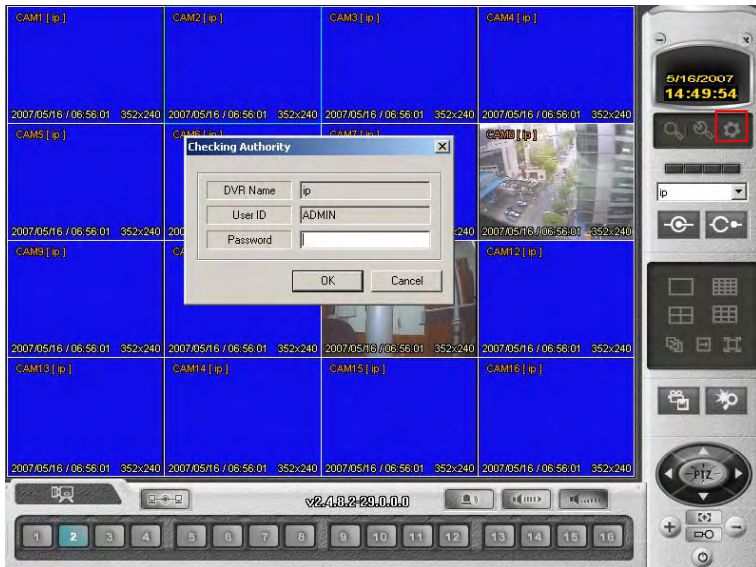 CAM1 [ ip ]
CAM2 [ ip ]
CAM3 [ ip ]
CAM4 [ ip ]
2007/05/16 / 06:56:01 352x240
2007/05/16 / 06:56:01 352x240
2007/05/16 / 06:56:01 352x240
2007/05/16 / 06:56:01 352x240
5/16/2007
14:49:54
CAM5 [ ip ]
CAM6 [ ip ]
CAM7 [ ip ]
CAM8 [ ip ]
Checking Authority
DVR Name ip
User ID ADMIN
Password
OK Cancel
ip
2007/05/16 / 06:56:01 352x240
240
2007/05/16 / 06:56:01 352x240
CAM9 [ ip ]
CA
CAM12 [ ip ]
2007/05/16 / 06:56:01 352x240
2007/05/16 / 06:56:01 352x240
2007/05/16 / 06:56:01 352x240
2007/05/16 / 06:56:01 352x240
CAM13 [ ip ]
CAM14 [ ip ]
CAM15 [ ip ]
CAM16 [ ip ]
2007/05/16 / 06:56:01 352x240
2007/05/16 / 06:56:01 352x240
2007/05/16 / 06:56:01 352x240
2007/05/16 / 06:56:01 352x240
PTZ
v2.4.8.2-29.0.0.0
1 2 3 4 5 6 7 8 9 10 11 12 13 14 15 16